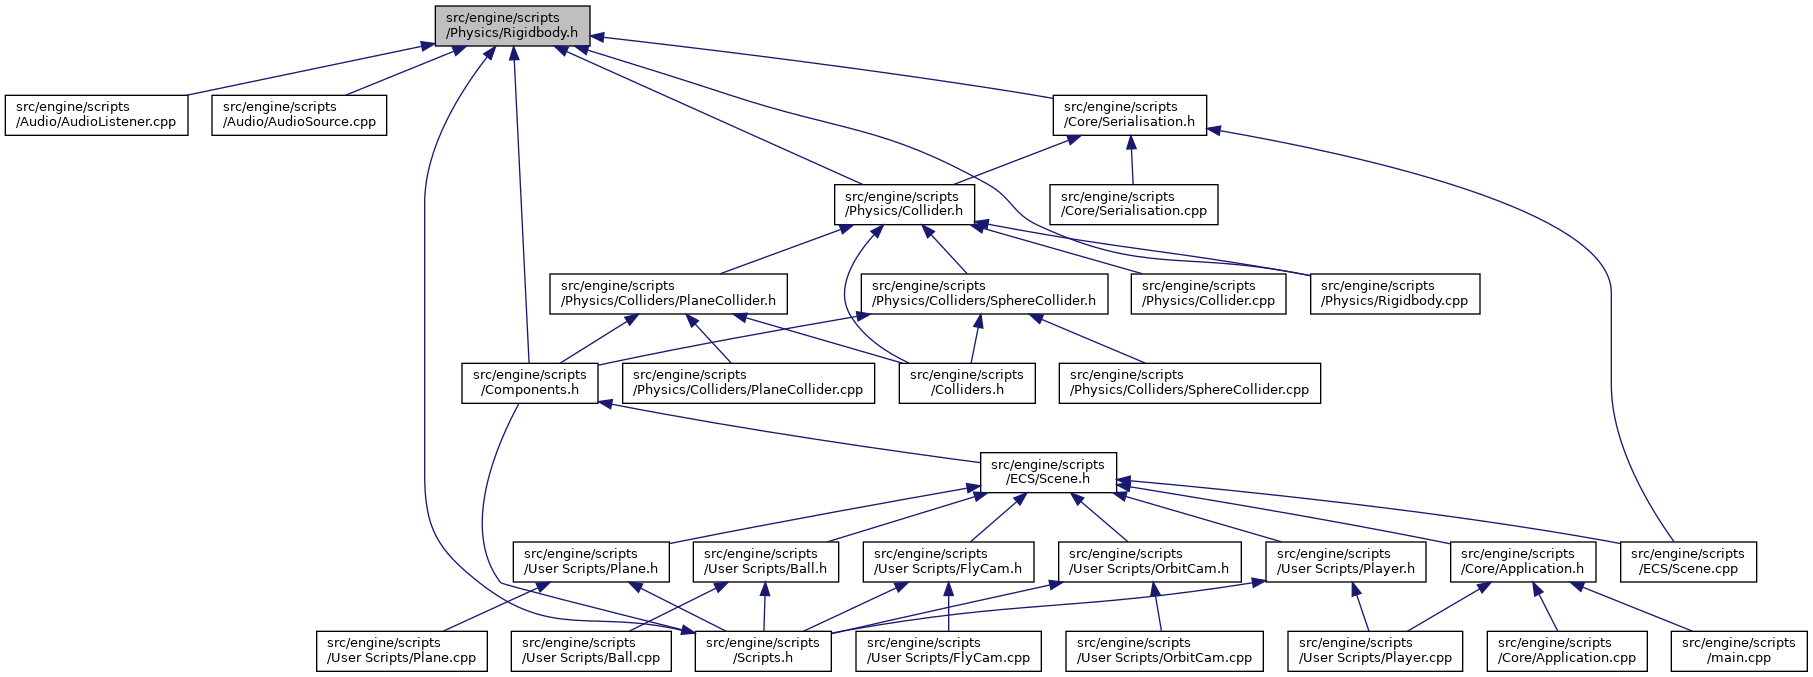 src/engine/scripts
/Physics/Rigidbody.h
src/engine/scripts
/Audio/AudioListener.cpp
src/engine/scripts
/Audio/AudioSource.cpp
src/engine/scripts
/Core/Serialisation.h
src/engine/scripts
/Physics/Collider.h
src/engine/scripts
/Core/Serialisation.cpp
src/engine/scripts
/Physics/Colliders/PlaneCollider.h
src/engine/scripts
/Physics/Colliders/SphereCollider.h
src/engine/scripts
/Physics/Collider.cpp
src/engine/scripts
/Physics/Rigidbody.cpp
src/engine/scripts
/Components.h
src/engine/scripts
/Physics/Colliders/PlaneCollider.cpp
src/engine/scripts
/Colliders.h
src/engine/scripts
/Physics/Colliders/SphereCollider.cpp
src/engine/scripts
/ECS/Scene.h
src/engine/scripts
/User Scripts/Plane.h
src/engine/scripts
/User Scripts/Ball.h
src/engine/scripts
/User Scripts/FlyCam.h
src/engine/scripts
/User Scripts/OrbitCam.h
src/engine/scripts
/User Scripts/Player.h
src/engine/scripts
/Core/Application.h
src/engine/scripts
/ECS/Scene.cpp
src/engine/scripts
/User Scripts/Plane.cpp
src/engine/scripts
/User Scripts/Ball.cpp
src/engine/scripts
/Scripts.h
src/engine/scripts
/User Scripts/FlyCam.cpp
src/engine/scripts
/User Scripts/OrbitCam.cpp
src/engine/scripts
/User Scripts/Player.cpp
src/engine/scripts
/Core/Application.cpp
src/engine/scripts
/main.cpp